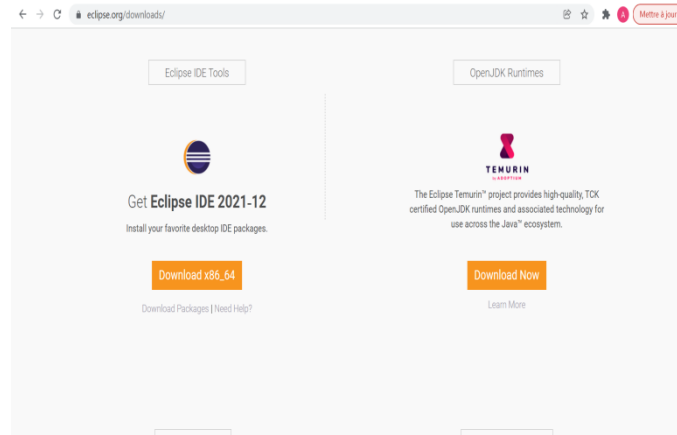 eclipse.org/downloads/
A
Mettre à jour
Eclipse IDE Tools
OpenJDK Runtimes
Get Eclipse IDE 2021-12
Install your favorite desktop IDE packages.
Download x86_64
Download Packages | Need Help?
TEMURIN
by ADOPTIUM
The Eclipse Temurin™ project provides high-quality, TCK
certified OpenJDK runtimes and associated technology for
use across the Java™ ecosystem.
Download Now
Learn More